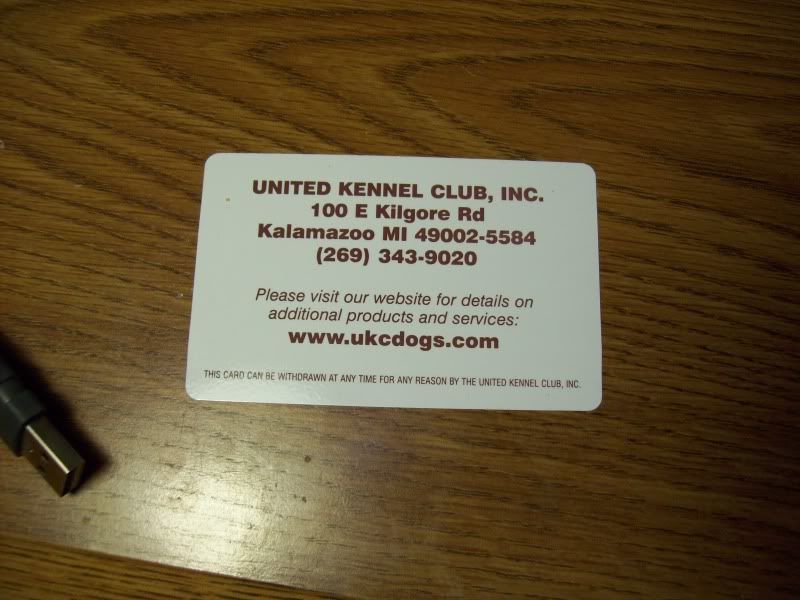 UNITED KENNEL CLUB, INC.
100 E Kilgore Rd
Kalamazoo MI 49002-5584
(269) 343-9020
Please visit our website for details on
additional products and services:
www.ukcdogs.com
THIS CARD CAN BE WITHDRAWN AT ANY TIME FOR ANY REASON BY THE UNITED KENNEL CLUB, INC.